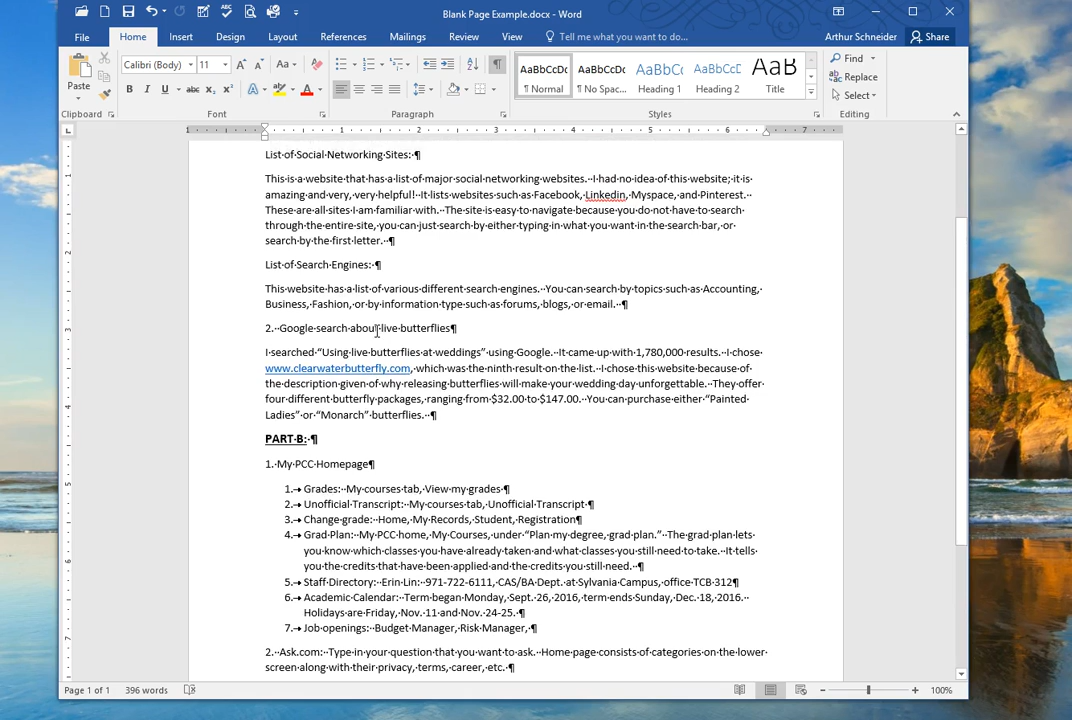 Blank Page Example.docx - Word
File Home Insert Design Layout References Mailings Review View Tell me what you want to do... Arthur Schneider Share
Paste
Calibri (Body) 11 Aa
B I U abc x₂ x² A A
AaBbCcDc AaBbCcDc AaBbCc AaBbCcD AaB
¶ Normal ¶ No Spac... Heading 1 Heading 2 Title
Find
Replace
Select
Clipboard Font Paragraph Styles Editing
1 1 2 3 4 5 6 7
List·of·Social·Networking·Sites:·¶
This·is·a·website·that·has·a·list·of·major·social·networking·websites.··I·had·no·idea·of·this·website;·it·is·
amazing·and·very,·very·helpful!··It·lists·websites·such·as·Facebook,·Linkedin,·Myspace,·and·Pinterest.··
These·are·all·sites·I·am·familiar·with.··The·site·is·easy·to·navigate·because·you·do·not·have·to·search·
through·the·entire·site,·you·can·just·search·by·either·typing·in·what·you·want·in·the·search·bar,·or·
search·by·the·first·letter.··¶
List·of·Search·Engines:·¶
This·website·has·a·list·of·various·different·search·engines.··You·can·search·by·topics·such·as·Accounting,·
Business,·Fashion,·or·by·information·type·such·as·forums,·blogs,·or·email.··¶
2.··Google·search·about·live·butterflies¶
I·searched·“Using·live·butterflies·at·weddings”·using·Google.··It·came·up·with·1,780,000·results.··I·chose·
www.clearwaterbutterfly.com,·which·was·the·ninth·result·on·the·list.··I·chose·this·website·because·of·
the·description·given·of·why·releasing·butterflies·will·make·your·wedding·day·unforgettable.··They·offer·
four·different·butterfly·packages,·ranging·from·$32.00·to·$147.00.··You·can·purchase·either·“Painted·
Ladies”·or·“Monarch”·butterflies.··¶
PART·B:·¶
1.·My·PCC·Homepage¶
1.→ Grades:··My·courses·tab,·View·my·grades·¶
2.→ Unofficial·Transcript:··My·courses·tab,·Unofficial·Transcript·¶
3.→ Change·grade:··Home,·My·Records,·Student,·Registration¶
4.→ Grad·Plan:··My·PCC·home,·My·Courses,·under·“Plan·my·degree,·grad·plan.”··The·grad·plan·lets·
you·know·which·classes·you·have·already·taken·and·what·classes·you·still·need·to·take.··It·tells·
you·the·credits·that·have·been·applied·and·the·credits·you·still·need.··¶
5.→ Staff·Directory:··Erin·Lin:··971-722-6111,·CAS/BA·Dept.·at·Sylvania·Campus,·office·TCB·312¶
6.→ Academic·Calendar:··Term·began·Monday,·Sept.·26,·2016,·term·ends·Sunday,·Dec.·18,·2016.··
Holidays·are·Friday,·Nov.·11·and·Nov.·24-25.·¶
7.→ Job·openings:··Budget·Manager,·Risk·Manager,·¶
2.··Ask.com:··Type·in·your·question·that·you·want·to·ask.··Home·page·consists·of·categories·on·the·lower·
screen·along·with·their·privacy,·terms,·career,·etc.·¶
Page 1 of 1 396 words 100%